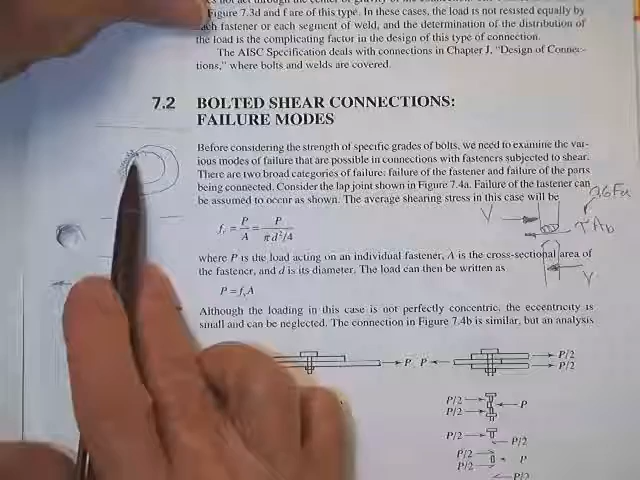 Figure 7.3d and f are of this type. In these cases, the load is not resisted equally by
each fastener or each segment of weld, and the determination of the distribution of
the load is the complicating factor in the design of this type of connection.
The AISC Specification deals with connections in Chapter J, "Design of Connec-
tions," where bolts and welds are covered.
7.2 BOLTED SHEAR CONNECTIONS:
FAILURE MODES
Before considering the strength of specific grades of bolts, we need to examine the var-
ious modes of failure that are possible in connections with fasteners subjected to shear.
There are two broad categories of failure: failure of the fastener and failure of the parts
being connected. Consider the lap joint shown in Figure 7.4a. Failure of the fastener can
be assumed to occur as shown. The average shearing stress in this case will be
V
τAb
fv = P/A = P/(πd²/4)
where P is the load acting on an individual fastener, A is the cross-sectional area of
the fastener, and d is its diameter. The load can then be written as
V
P = fvA
Although the loading in this case is not perfectly concentric, the eccentricity is
small and can be neglected. The connection in Figure 7.4b is similar, but an analysis
P P P/2
P/2
P/2 P
P/2
P/2 P/2
P/2 P
P/2
P/2